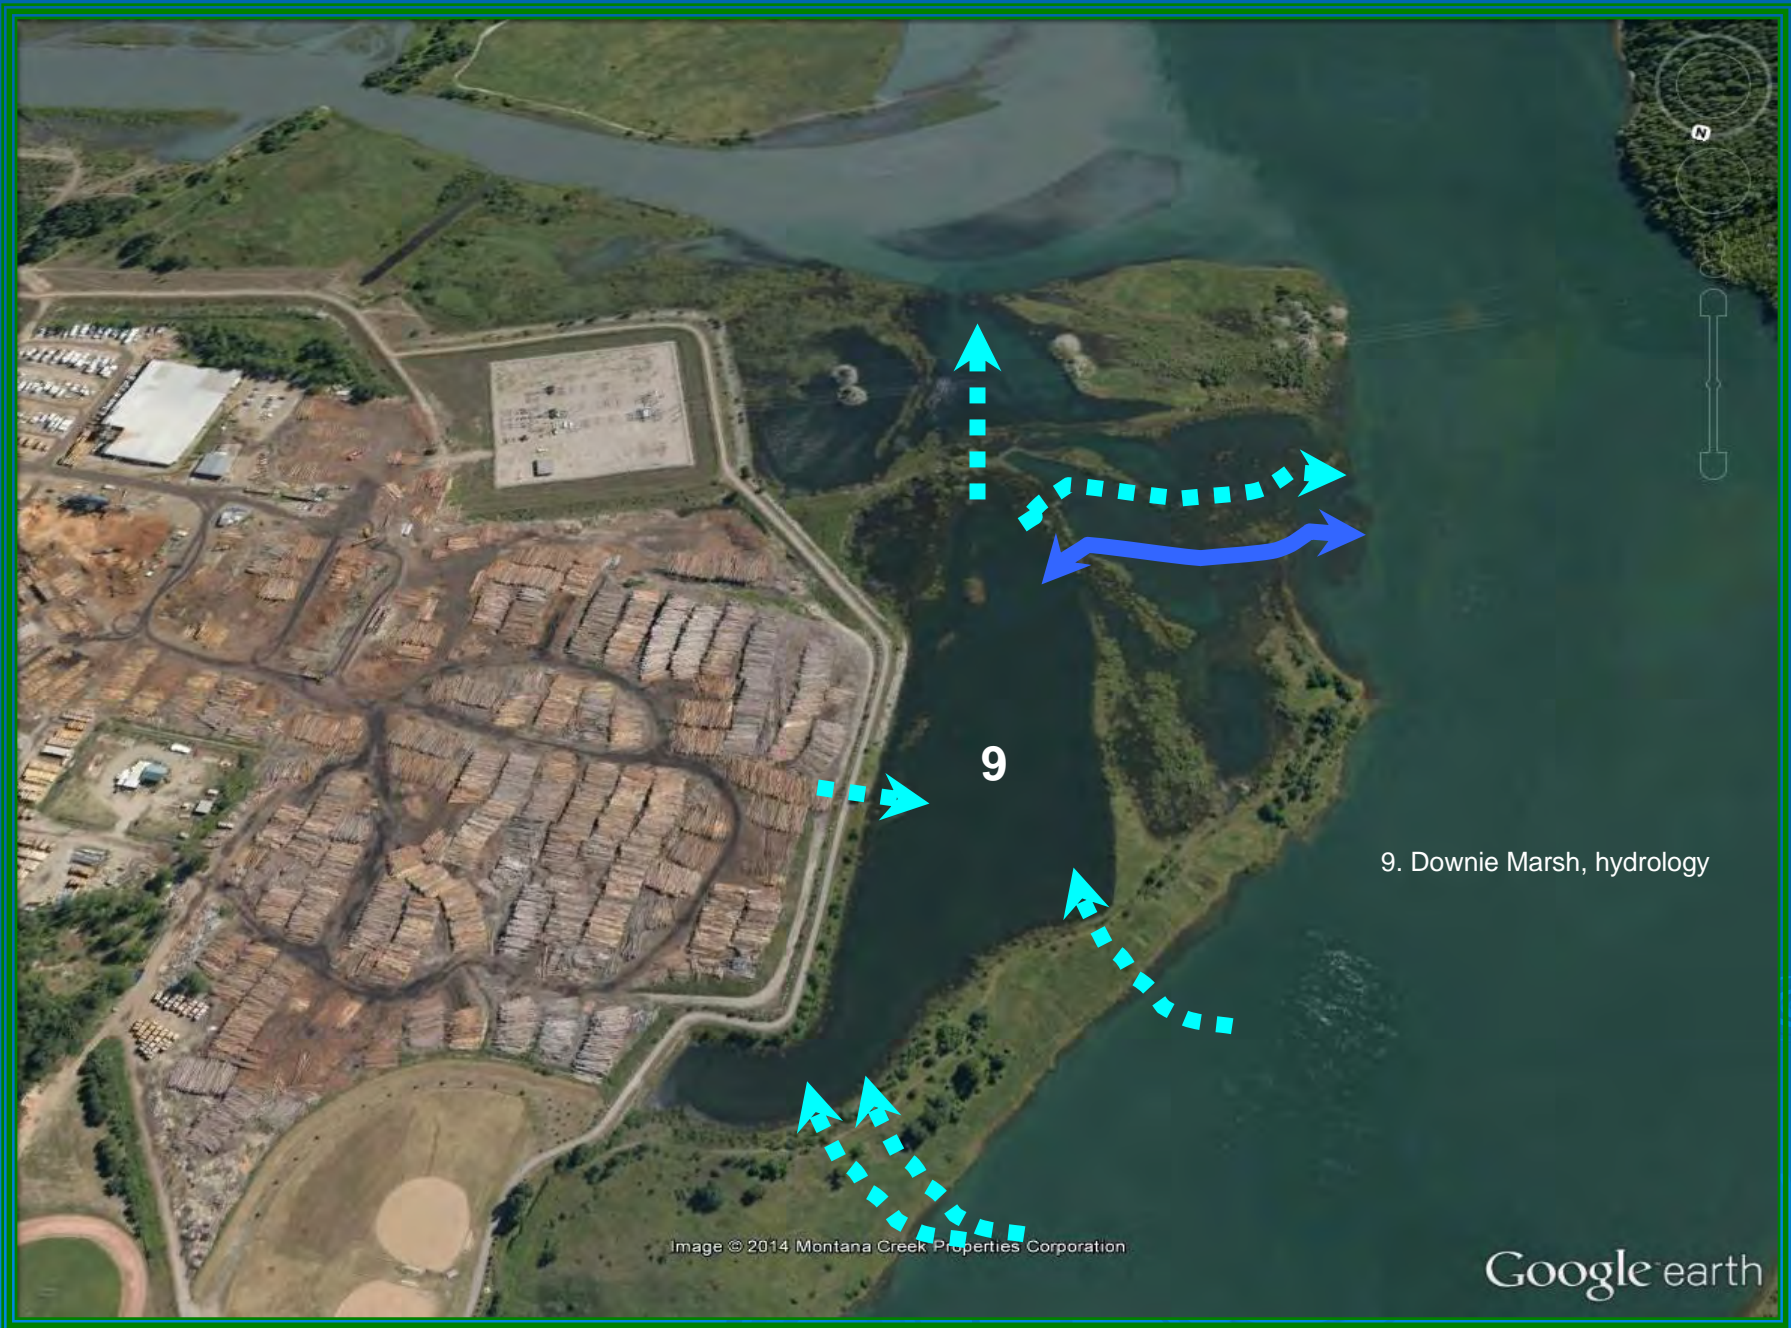 N
9
9. Downie Marsh, hydrology
Image © 2014 Montana Creek Properties Corporation
Google earth